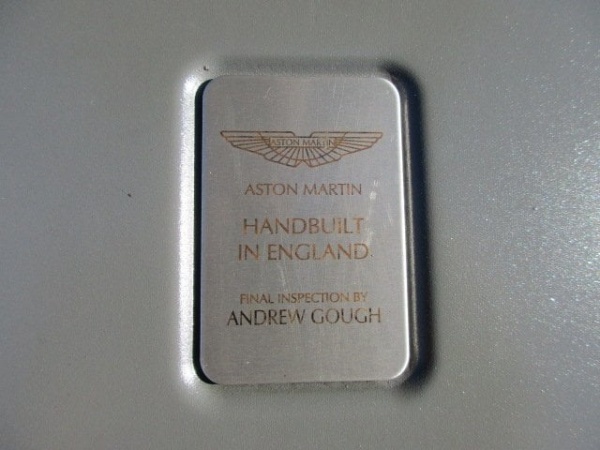 ASTON MARTIN
ASTON MARTIN
HANDBUILT
IN ENGLAND
FINAL INSPECTION BY
ANDREW GOUGH